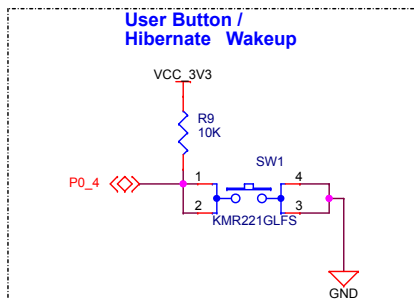 User Button /
Hibernate Wakeup
VCC_3V3
R9
10K
SW1
P0_4
1
4
2
3
KMR221GLFS
GND